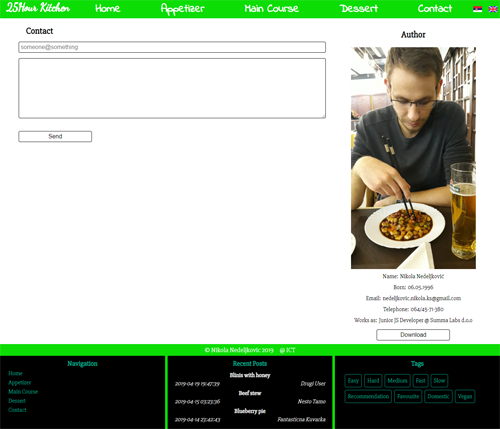 25Hour Kitchen Home Appetizer Main Course Dessert Contact
Contact
someone@something
Send
Author
Name: Nikola Nedeljković
Born: 06.05.1996
Email: nedeljkovic.nikola.ks@gmail.com
Telephone: 064/45-71-380
Works as: Junior JS Developer @ Summa Labs d.o.o
Download
© Nikola Nedeljkovic 2019 @ ICT
Navigation
Home
Appetizer
Main Course
Dessert
Contact
Recent Posts
Blinis with honey
2019-04-19 19:47:39 Drugi User
Beef stew
2019-04-15 03:23:36 Nesto Tamo
Blueberry pie
2019-04-14 23:42:43 Fantasticna Kuvarka
Tags
Easy Hard Medium Fast Slow
Recommendation Favourite Domestic Vegan